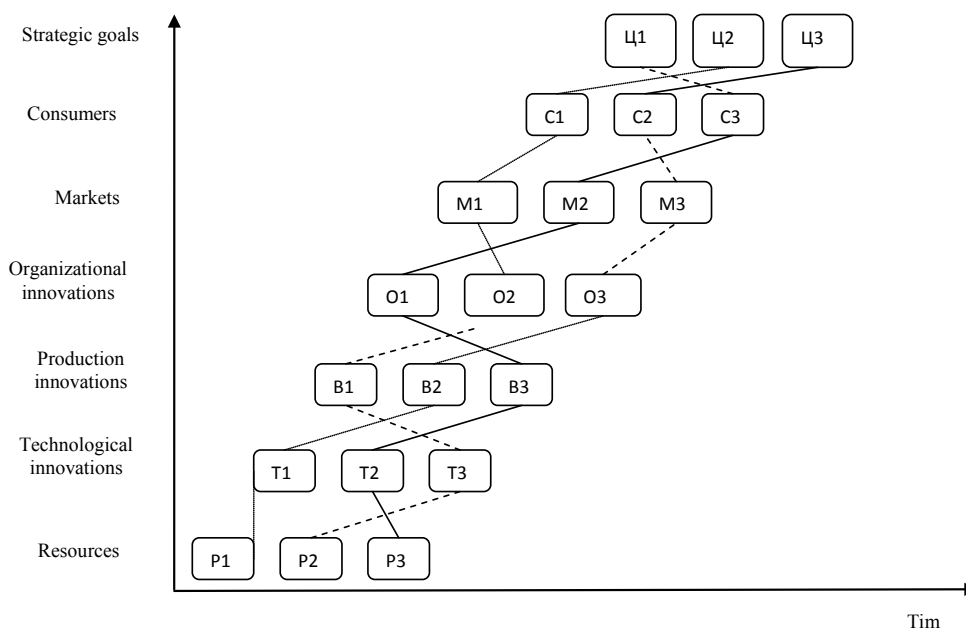 Strategic goals
Ц1 Ц2 Ц3
Consumers
C1 C2 C3
Markets
M1 M2 M3
Organizational
innovations
O1 O2 O3
Production
innovations
B1 B2 B3
Technological
innovations
T1 T2 T3
Resources
P1 P2 P3
Tim